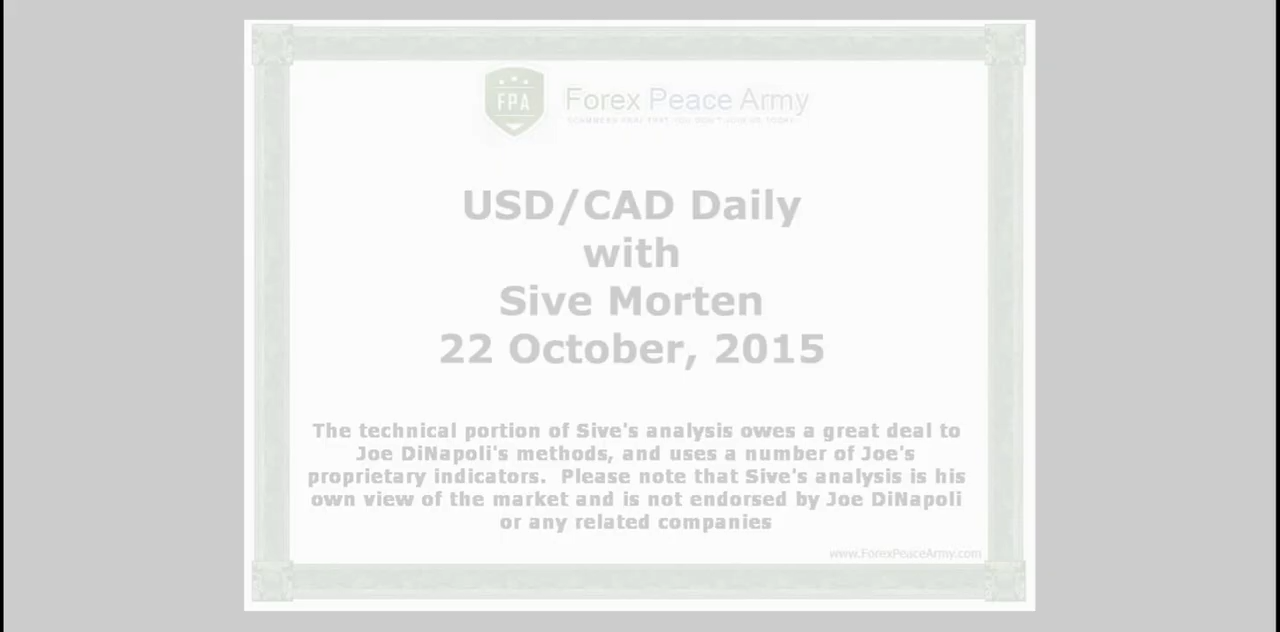 FPA
Forex Peace Army
USD/CAD Daily
with
Sive Morten
22 October, 2015
The technical portion of Sive's analysis owes a great deal to
Joe DiNapoli's methods, and uses a number of Joe's
proprietary indicators.  Please note that Sive's analysis is his
own view of the market and is not endorsed by Joe DiNapoli
or any related companies
www.ForexPeaceArmy.com